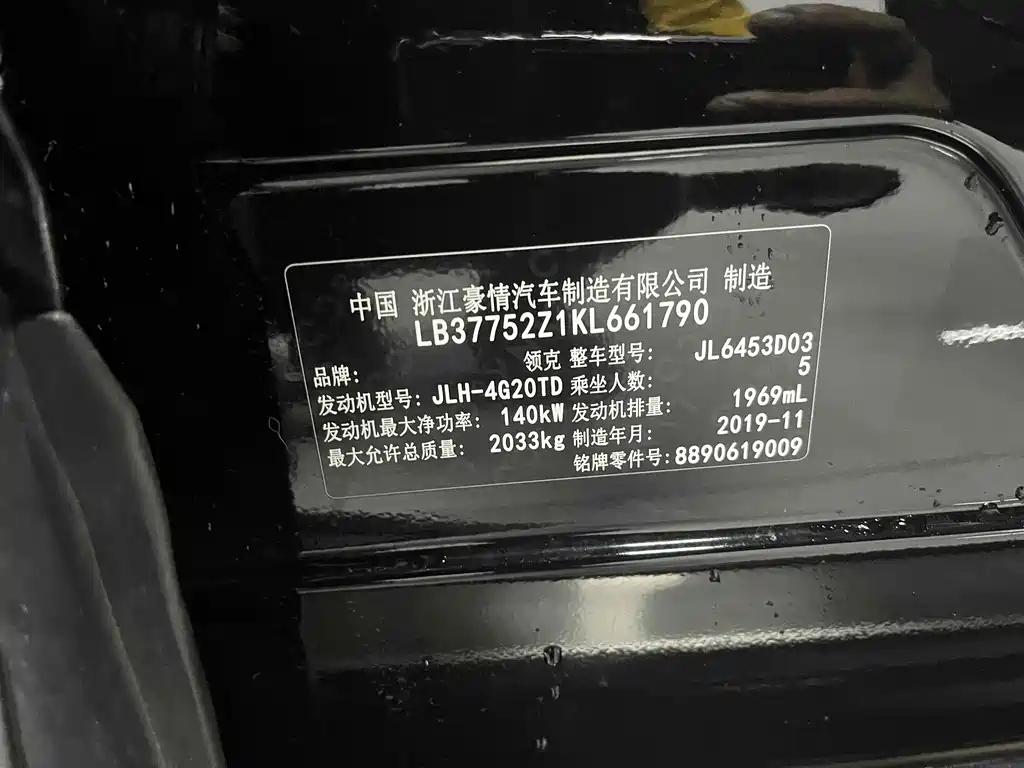 中国 浙江豪情汽车制造有限公司 制造
LB37752Z1KL661790
品牌: 领克 整车型号: JL6453D03
发动机型号: JLH-4G20TD 乘坐人数: 5
发动机最大净功率: 140kW 发动机排量: 1969mL
最大允许总质量: 2033kg 制造年月: 2019-11
铭牌零件号: 8890619009